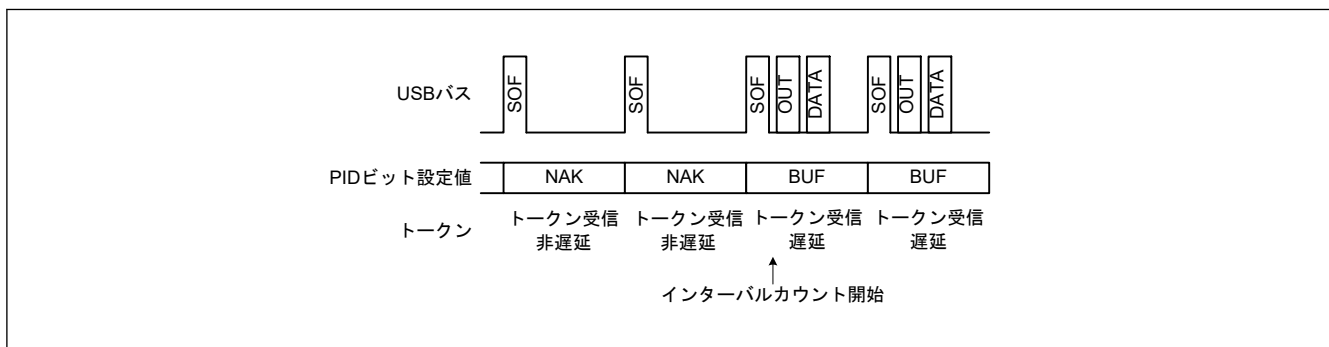 USBバス
SOF
SOF
SOF
OUT
DATA
SOF
OUT
DATA
PIDビット設定値
NAK
NAK
BUF
BUF
トークン
トークン受信
非遅延
トークン受信
非遅延
トークン受信
遅延
トークン受信
遅延
インターバルカウント開始